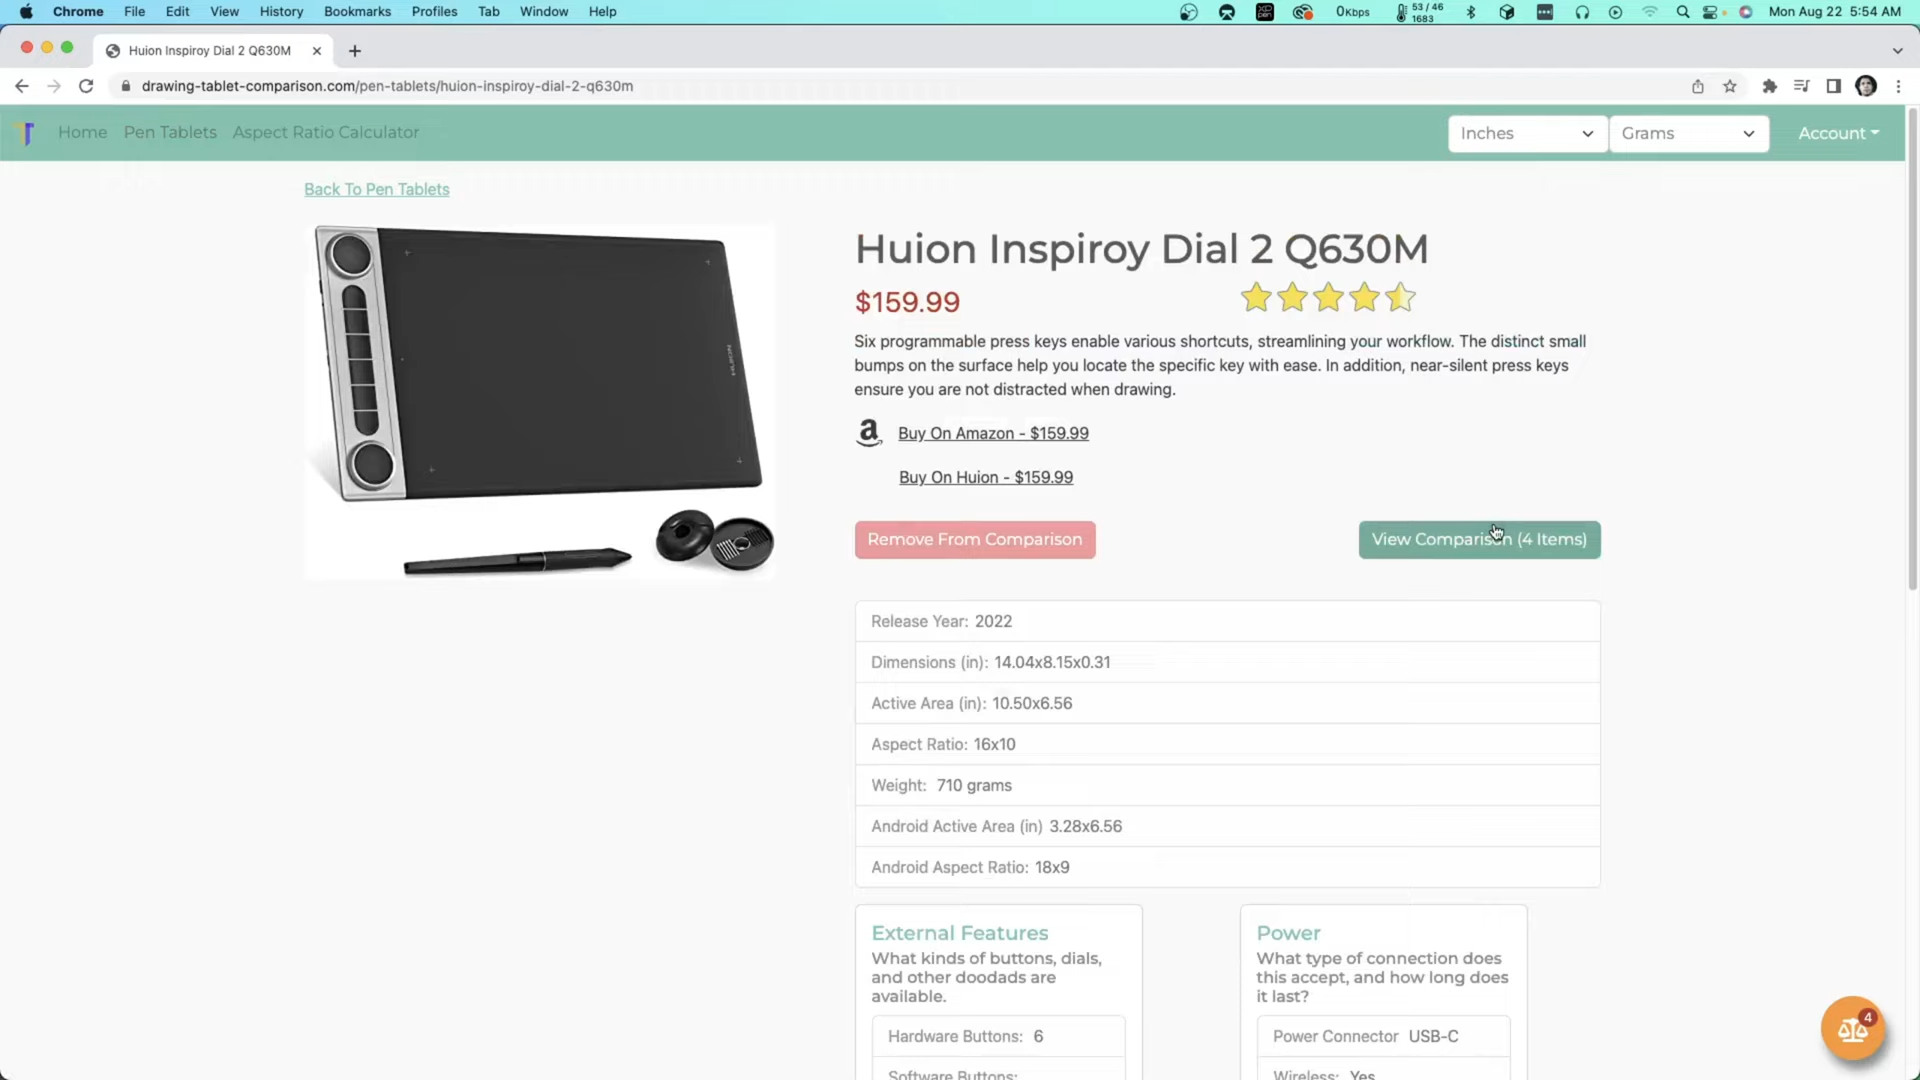 Chrome File Edit View History Bookmarks Profiles Tab Window Help
0Kbps
53 / 46
1683
Mon Aug 22 5:54 AM
Huion Inspiroy Dial 2 Q630M
drawing-tablet-comparison.com/pen-tablets/huion-inspiroy-dial-2-q630m
Home Pen Tablets Aspect Ratio Calculator
Inches Grams Account
Back To Pen Tablets
HUION
Huion Inspiroy Dial 2 Q630M
$159.99
Six programmable press keys enable various shortcuts, streamlining your workflow. The distinct small
bumps on the surface help you locate the specific key with ease. In addition, near-silent press keys
ensure you are not distracted when drawing.
a Buy On Amazon - $159.99
Buy On Huion - $159.99
Remove From Comparison
View Comparison (4 Items)
Release Year: 2022
Dimensions (in): 14.04x8.15x0.31
Active Area (in): 10.50x6.56
Aspect Ratio: 16x10
Weight: 710 grams
Android Active Area (in) 3.28x6.56
Android Aspect Ratio: 18x9
External Features
What kinds of buttons, dials,
and other doodads are
available.
Hardware Buttons: 6
Software Buttons:
Power
What type of connection does
this accept, and how long does
it last?
Power Connector USB-C
Wireless: Yes
4